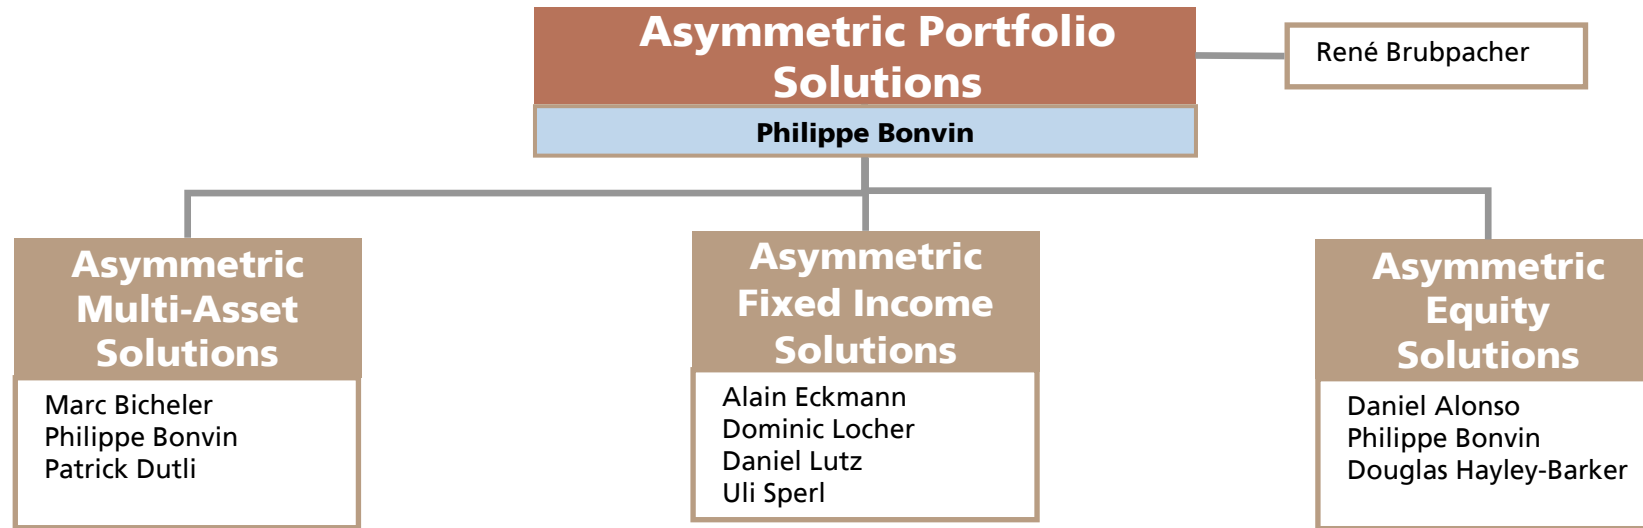 Asymmetric Portfolio
Solutions
Philippe Bonvin
René Brubpacher
Asymmetric
Multi-Asset
Solutions
Marc Bicheler
Philippe Bonvin
Patrick Dutli
Asymmetric
Fixed Income
Solutions
Alain Eckmann
Dominic Locher
Daniel Lutz
Uli Sperl
Asymmetric
Equity
Solutions
Daniel Alonso
Philippe Bonvin
Douglas Hayley-Barker